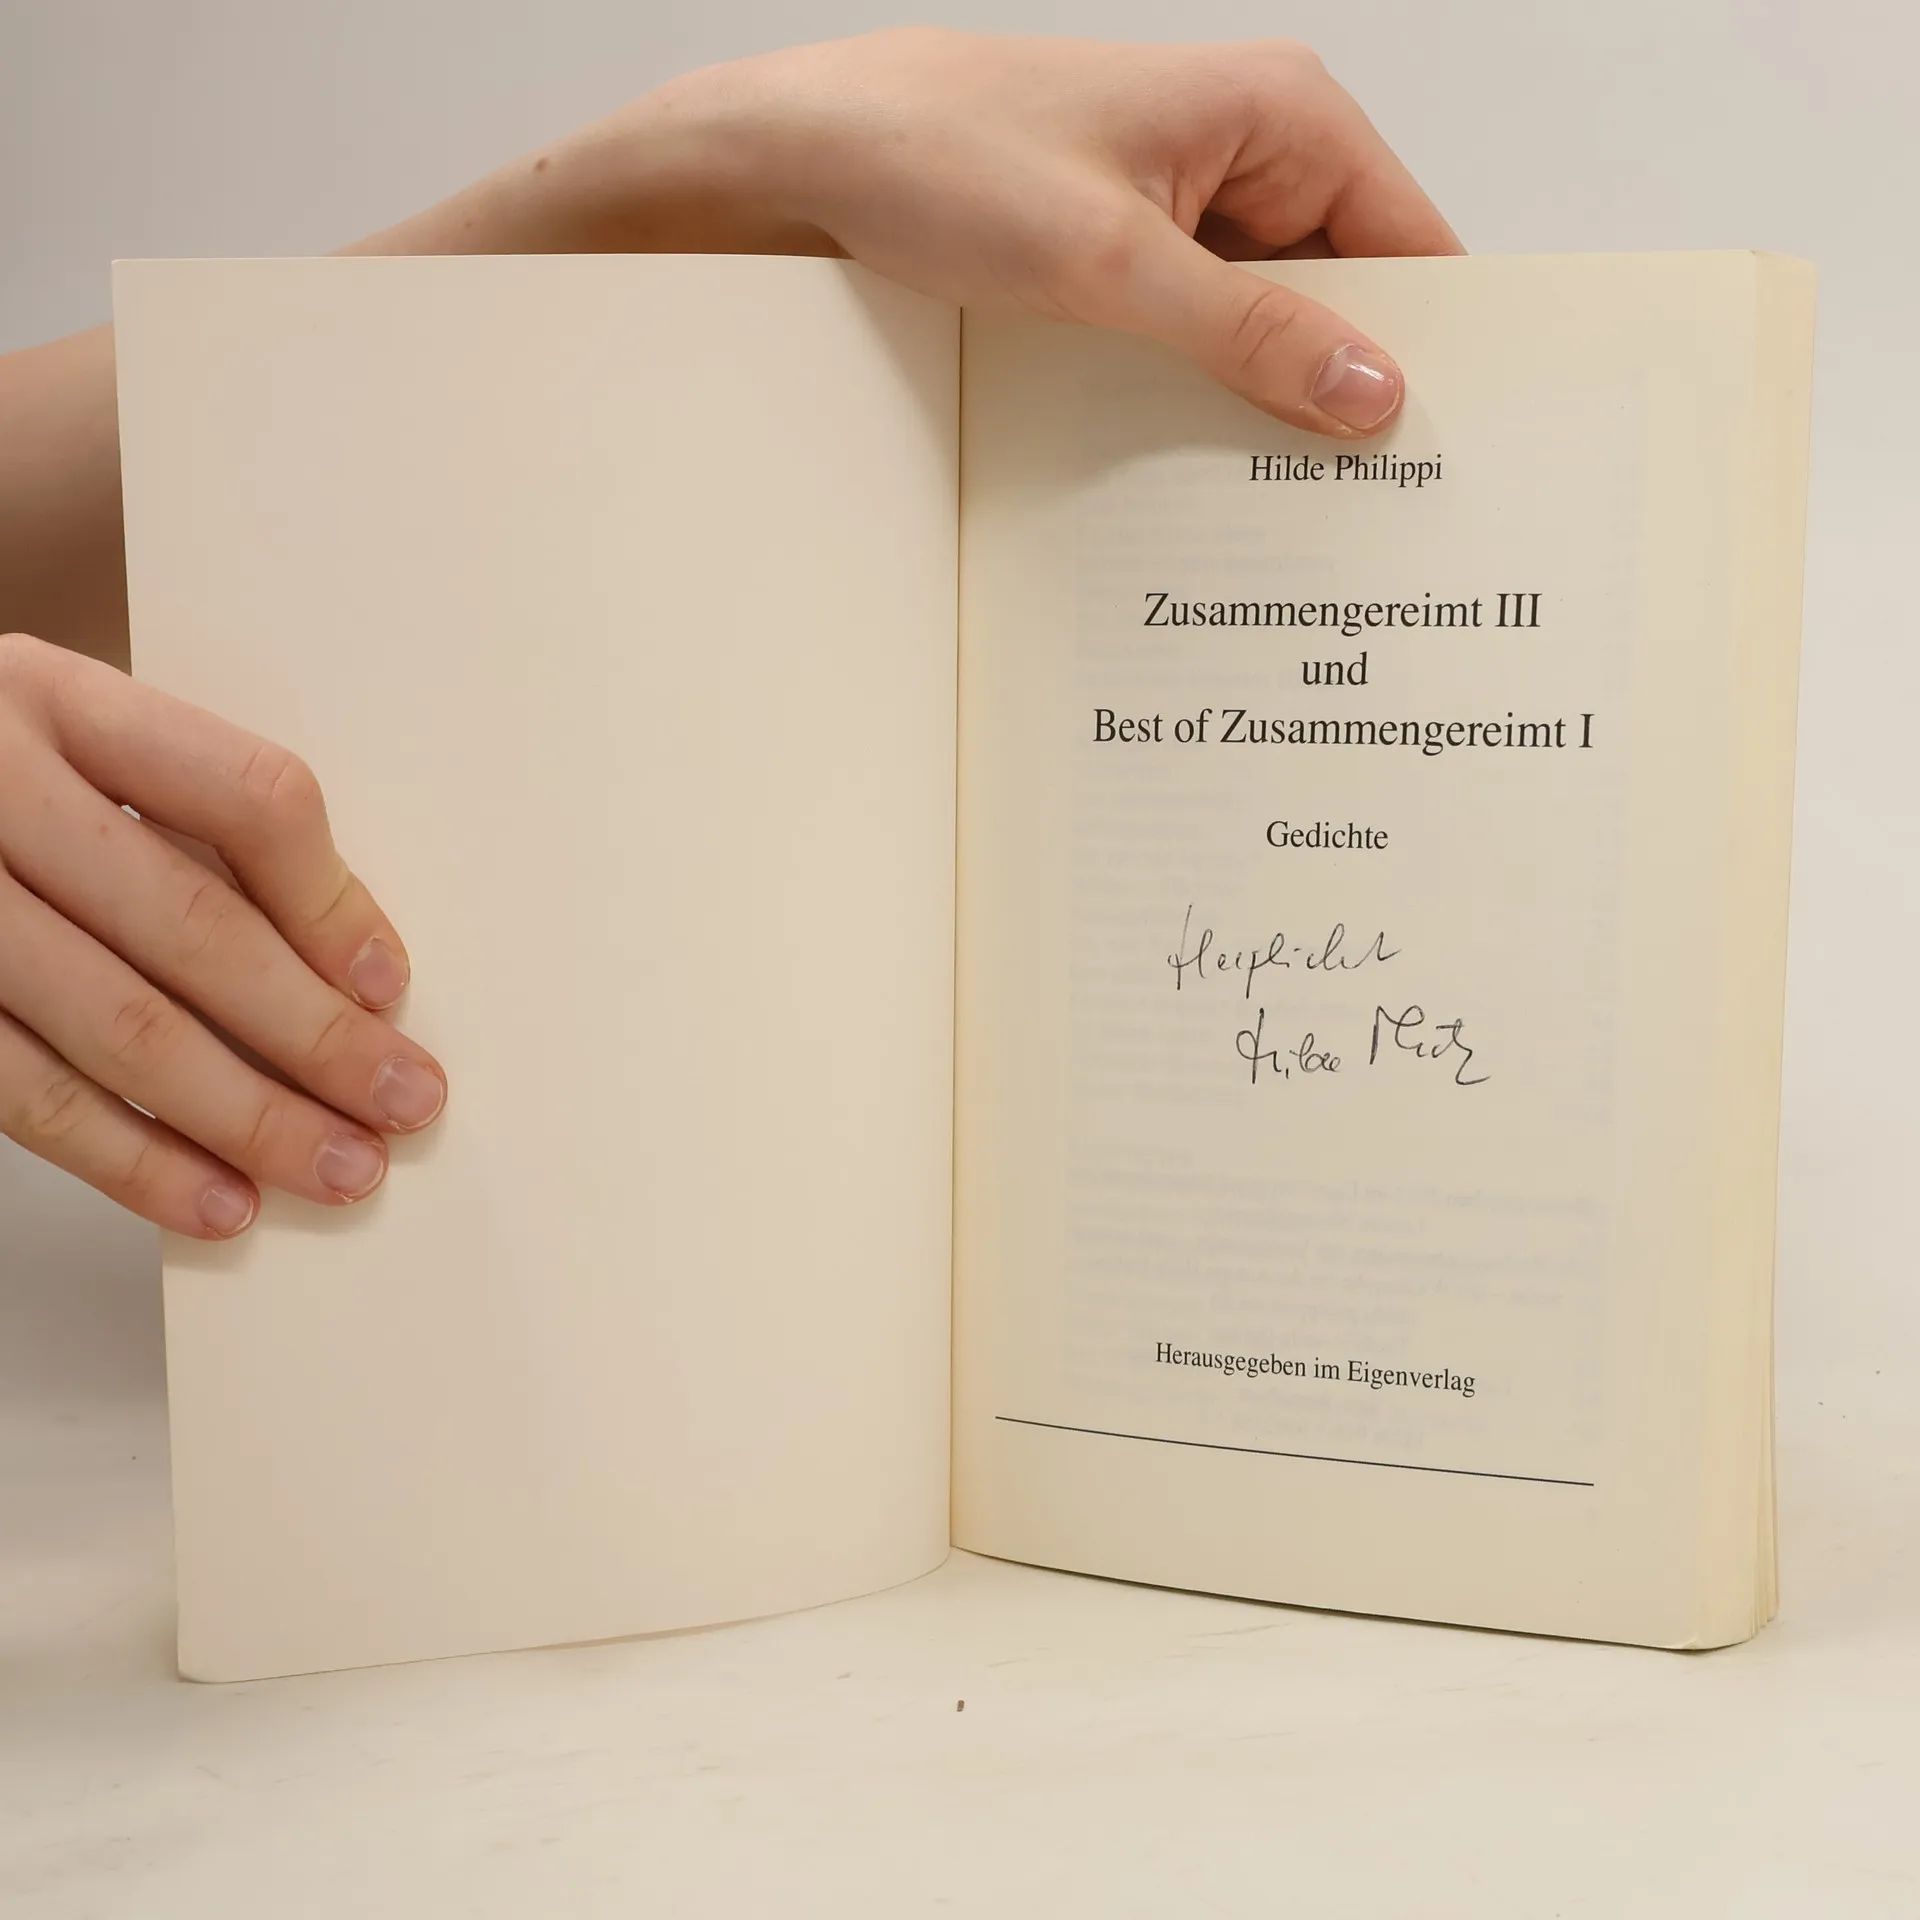 Hilde Philippi
Zusammengereimt III
und
Best of Zusammengereimt I
Gedichte
Herzlichst
Hilde
Herausgegeben im Eigenverlag